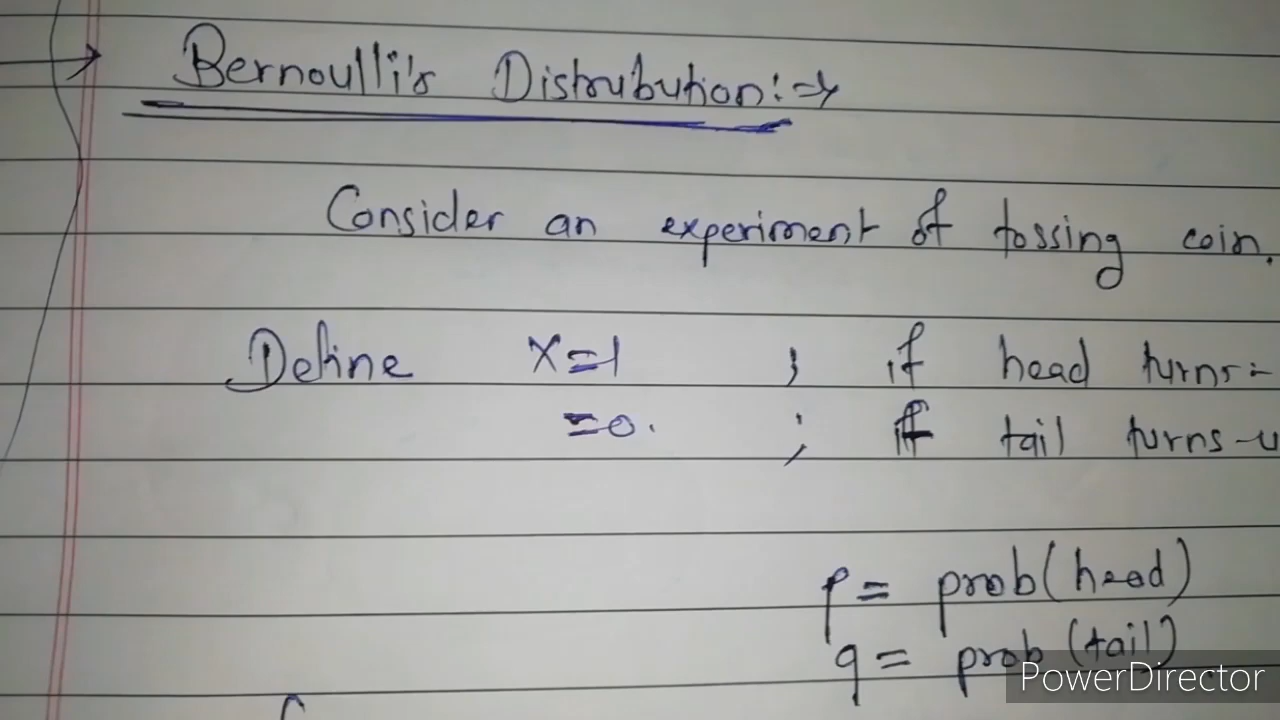 → Bernoulli's Distribution:→
Consider an experiment of tossing coin.
Define X=1 ; if head turns-
=0. ; if tail turns-u
p = prob(head)
q = prob (tail)
PowerDirector